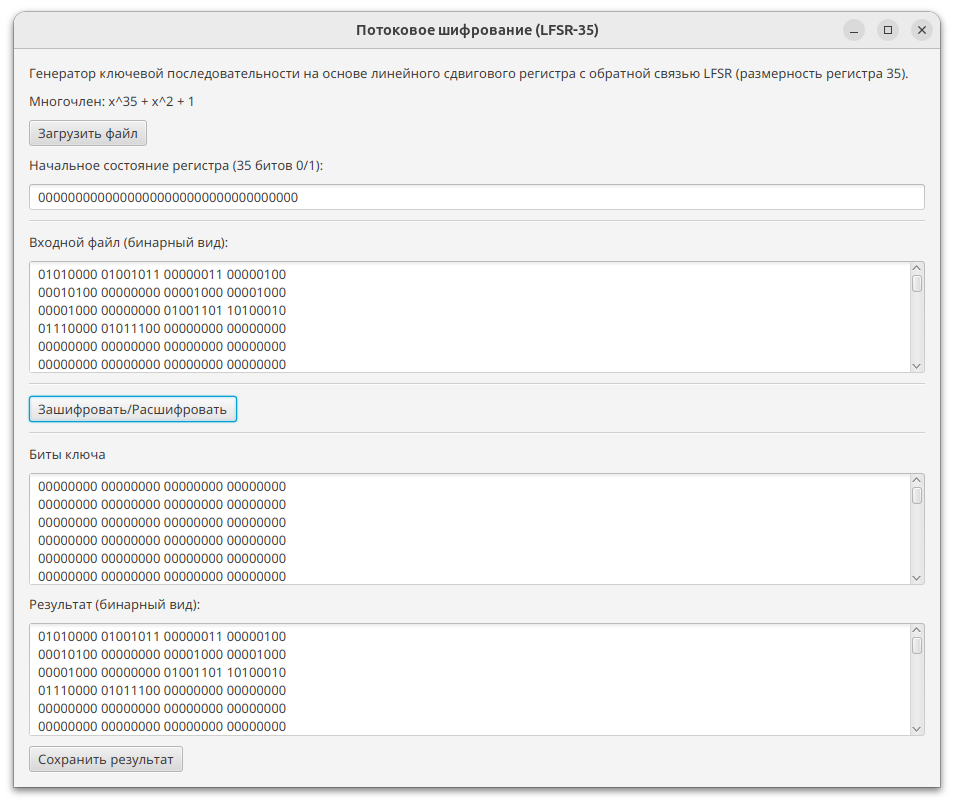 Потоковое шифрование (LFSR-35)
Генератор ключевой последовательности на основе линейного сдвигового регистра с обратной связью LFSR (размерность регистра 35).
Многочлен: x^35 + x^2 + 1
Загрузить файл
Начальное состояние регистра (35 битов 0/1):
00000000000000000000000000000000000
Входной файл (бинарный вид):
01010000 01001011 00000011 00000100
00010100 00000000 00001000 00001000
00001000 00000000 01001101 10100010
01110000 01011100 00000000 00000000
00000000 00000000 00000000 00000000
00000000 00000000 00000000 00000000
Зашифровать/Расшифровать
Биты ключа
00000000 00000000 00000000 00000000
00000000 00000000 00000000 00000000
00000000 00000000 00000000 00000000
00000000 00000000 00000000 00000000
00000000 00000000 00000000 00000000
00000000 00000000 00000000 00000000
Результат (бинарный вид):
01010000 01001011 00000011 00000100
00010100 00000000 00001000 00001000
00001000 00000000 01001101 10100010
01110000 01011100 00000000 00000000
00000000 00000000 00000000 00000000
00000000 00000000 00000000 00000000
Сохранить результат